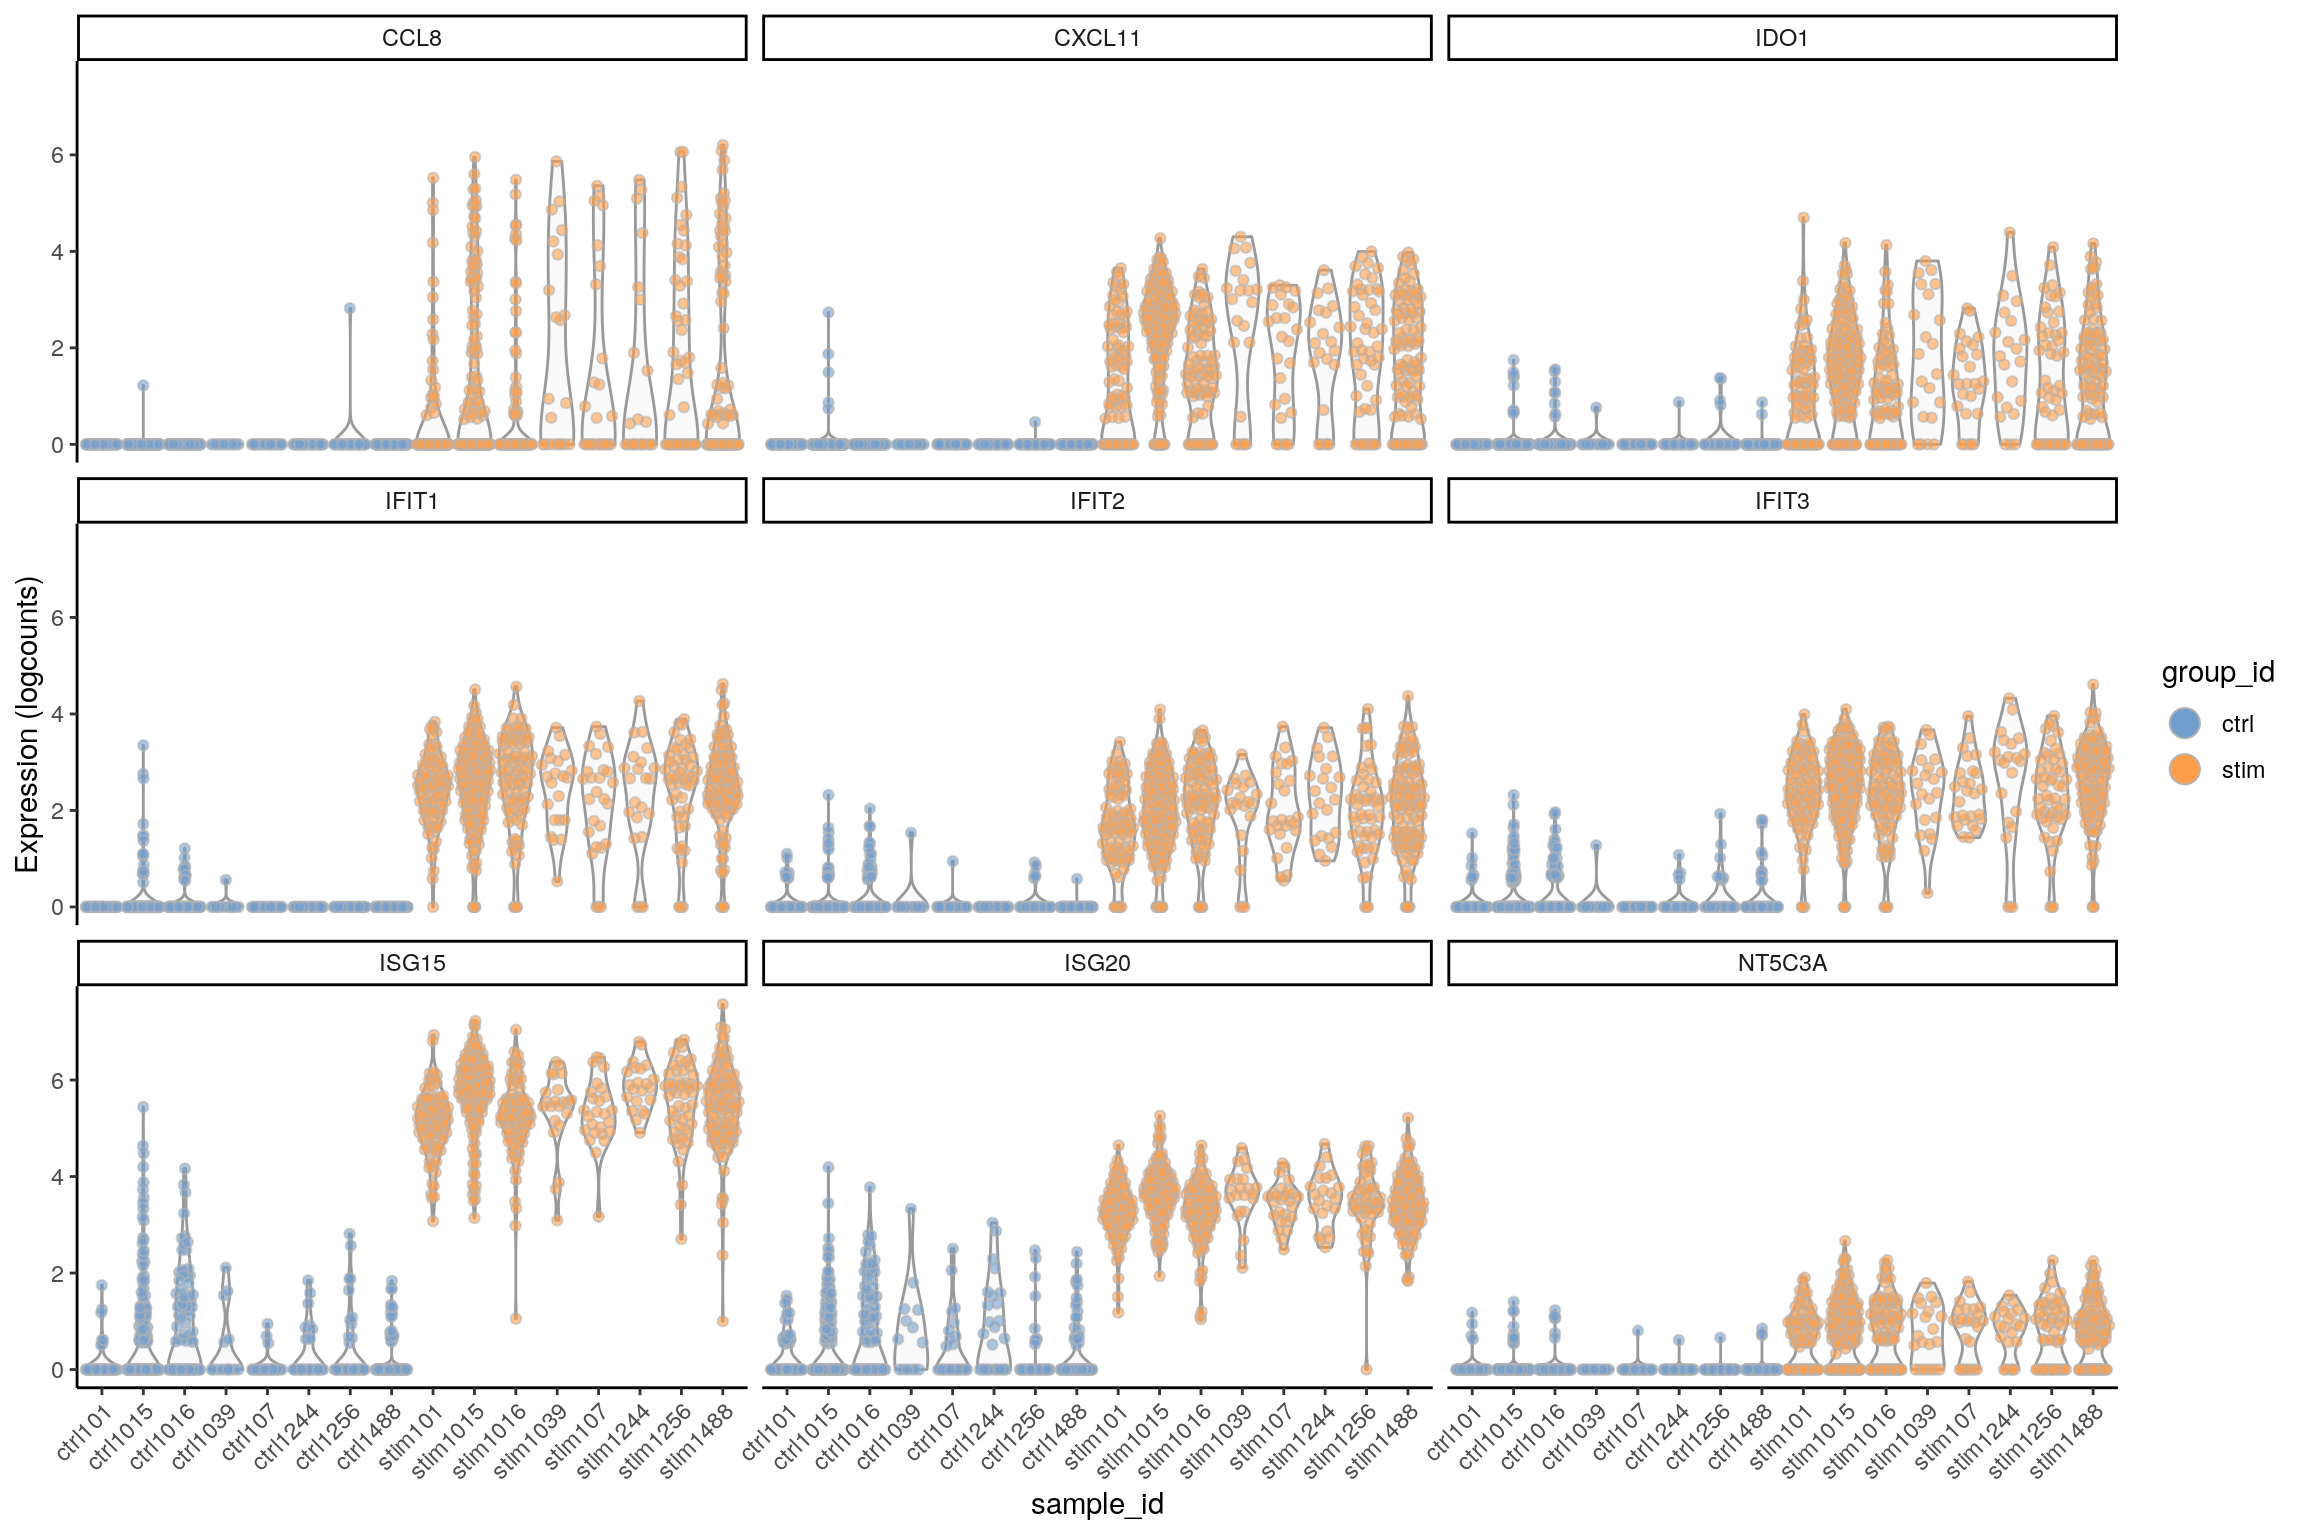 CCL8 CXCL11 IDO1
6
4
2
0
IFIT1 IFIT2 IFIT3
6
4
2
0
ISG15 ISG20 NT5C3A
6
4
2
0
Expression (logcounts)
ctrl101 ctrl1015 ctrl1016 ctrl1039 ctrl107 ctrl1244 ctrl1256 ctrl1488 stim101 stim1015 stim1016 stim1039 stim107 stim1244 stim1256 stim1488
ctrl101 ctrl1015 ctrl1016 ctrl1039 ctrl107 ctrl1244 ctrl1256 ctrl1488 stim101 stim1015 stim1016 stim1039 stim107 stim1244 stim1256 stim1488
ctrl101 ctrl1015 ctrl1016 ctrl1039 ctrl107 ctrl1244 ctrl1256 ctrl1488 stim101 stim1015 stim1016 stim1039 stim107 stim1244 stim1256 stim1488
sample_id
group_id
ctrl
stim